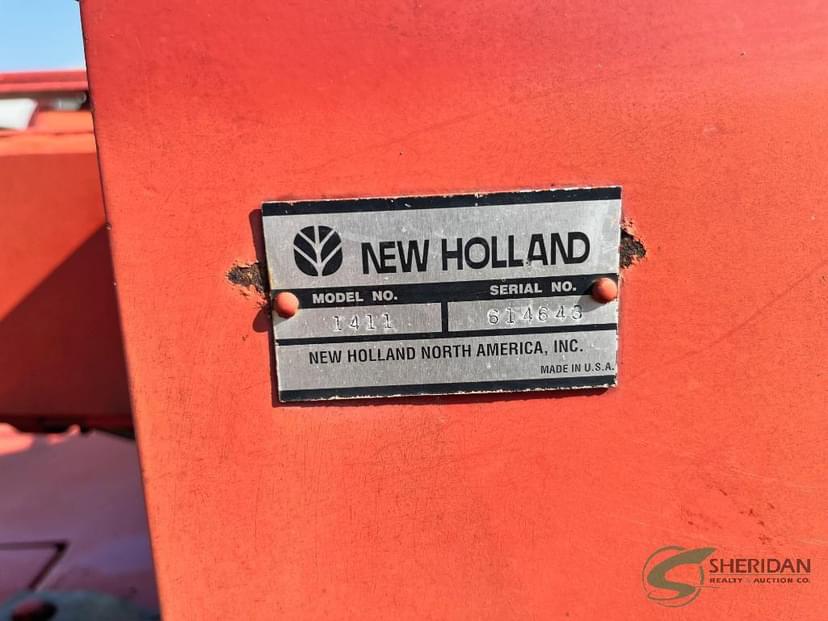 NEW HOLLAND
MODEL NO. SERIAL NO.
1411 614643
NEW HOLLAND NORTH AMERICA, INC.
MADE IN U.S.A.
SHERIDAN
REALTY & AUCTION CO.